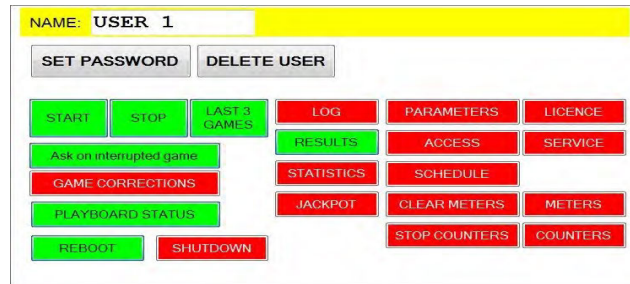 NAME: USER 1
SET PASSWORD DELETE USER
START STOP LAST 3 GAMES LOG PARAMETERS LICENCE
Ask on interrupted game RESULTS ACCESS SERVICE
GAME CORRECTIONS STATISTICS SCHEDULE
PLAYBOARD STATUS JACKPOT CLEAR METERS METERS
REBOOT SHUTDOWN STOP COUNTERS COUNTERS